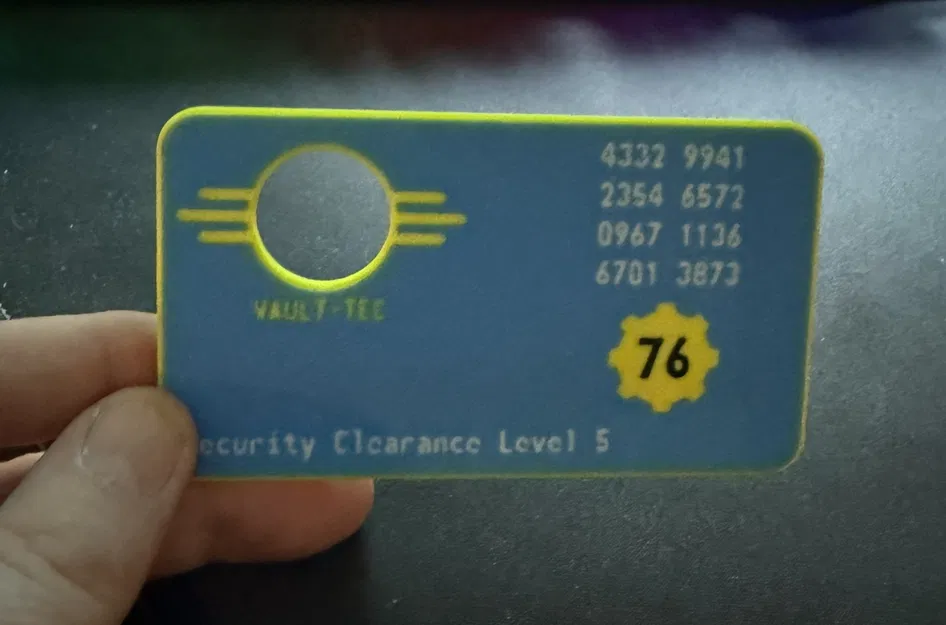 4332 9941
2354 6572
0967 1136
6701 3873
VAULT-TEC
76
ecurity Clearance Level 5